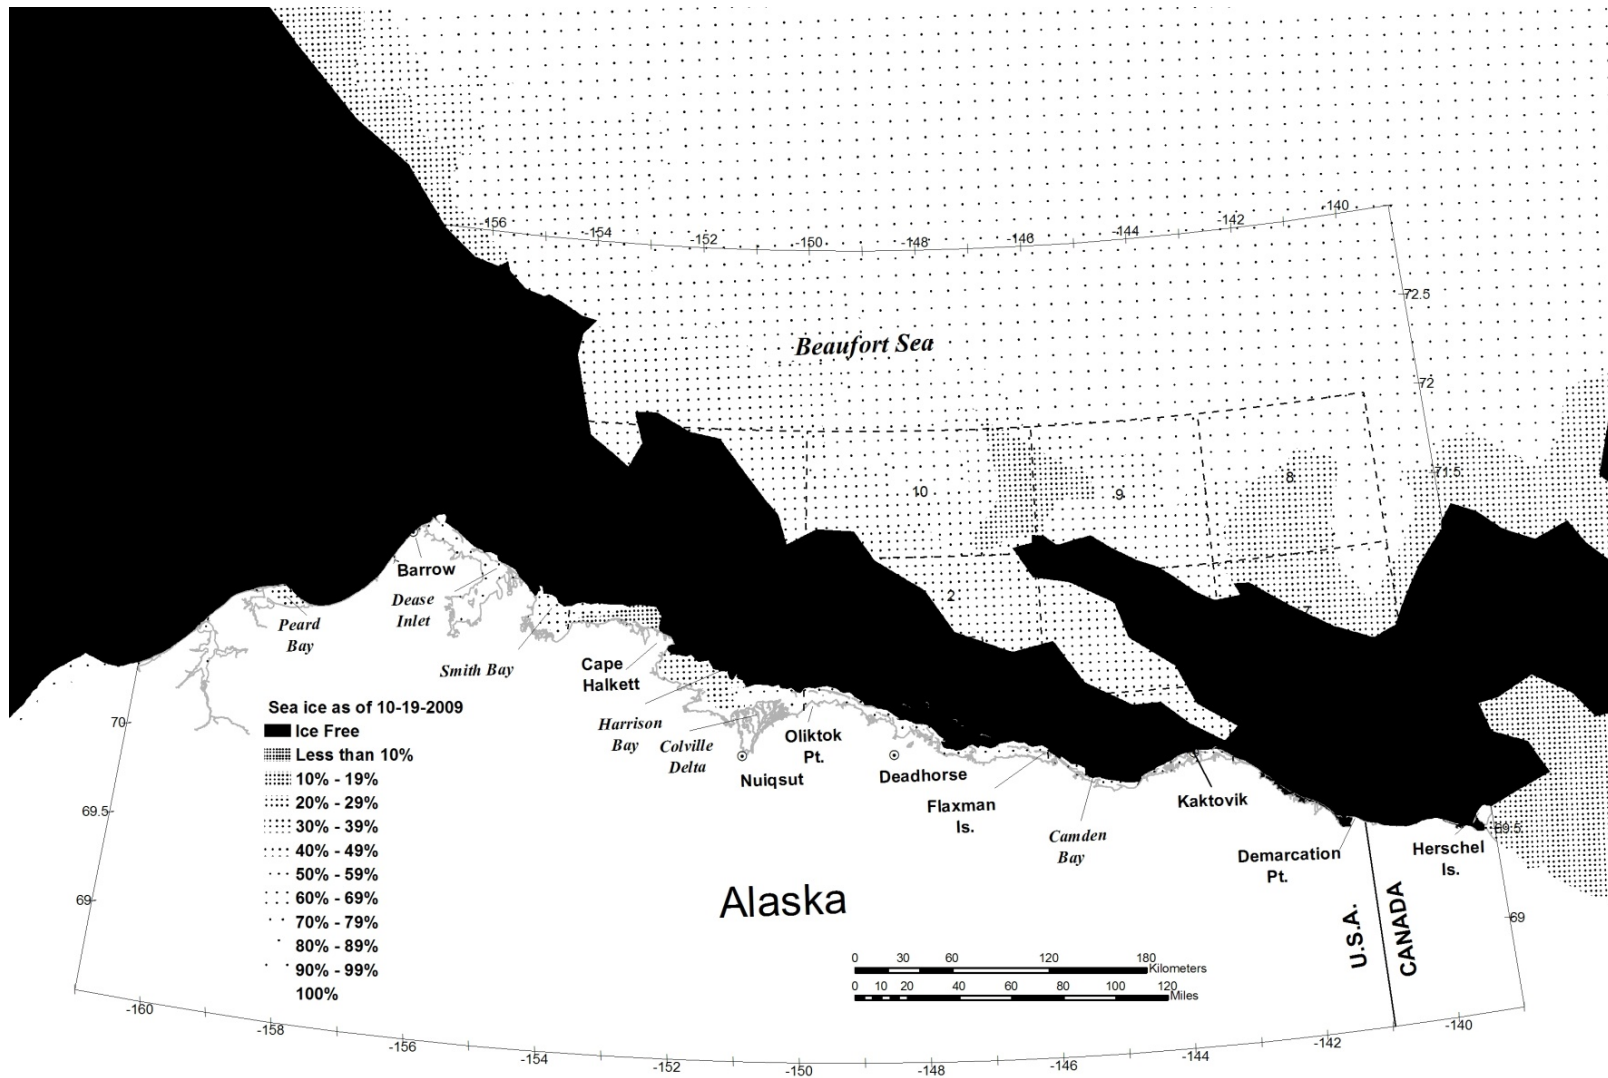 -156
-154
-152
-150
-148
-146
-144
-142
-140
72.5
72
71.5
Beaufort Sea
10
9
8
2
7
Barrow
Dease
Inlet
Peard
Bay
Smith Bay
Cape
Halkett
Harrison
Bay
Colville
Delta
Nuiqsut
Oliktok
Pt.
Deadhorse
Flaxman
Is.
Camden
Bay
Kaktovik
Demarcation
Pt.
Herschel
Is.
69.5
69
70
69.5
69
Sea ice as of 10-19-2009
Ice Free
Less than 10%
10% - 19%
20% - 29%
30% - 39%
40% - 49%
50% - 59%
60% - 69%
70% - 79%
80% - 89%
90% - 99%
100%
Alaska
U.S.A.
CANADA
0 30 60 120 180
Kilometers
0 10 20 40 60 80 100 120
Miles
-160
-158
-156
-154
-152
-150
-148
-146
-144
-142
-140